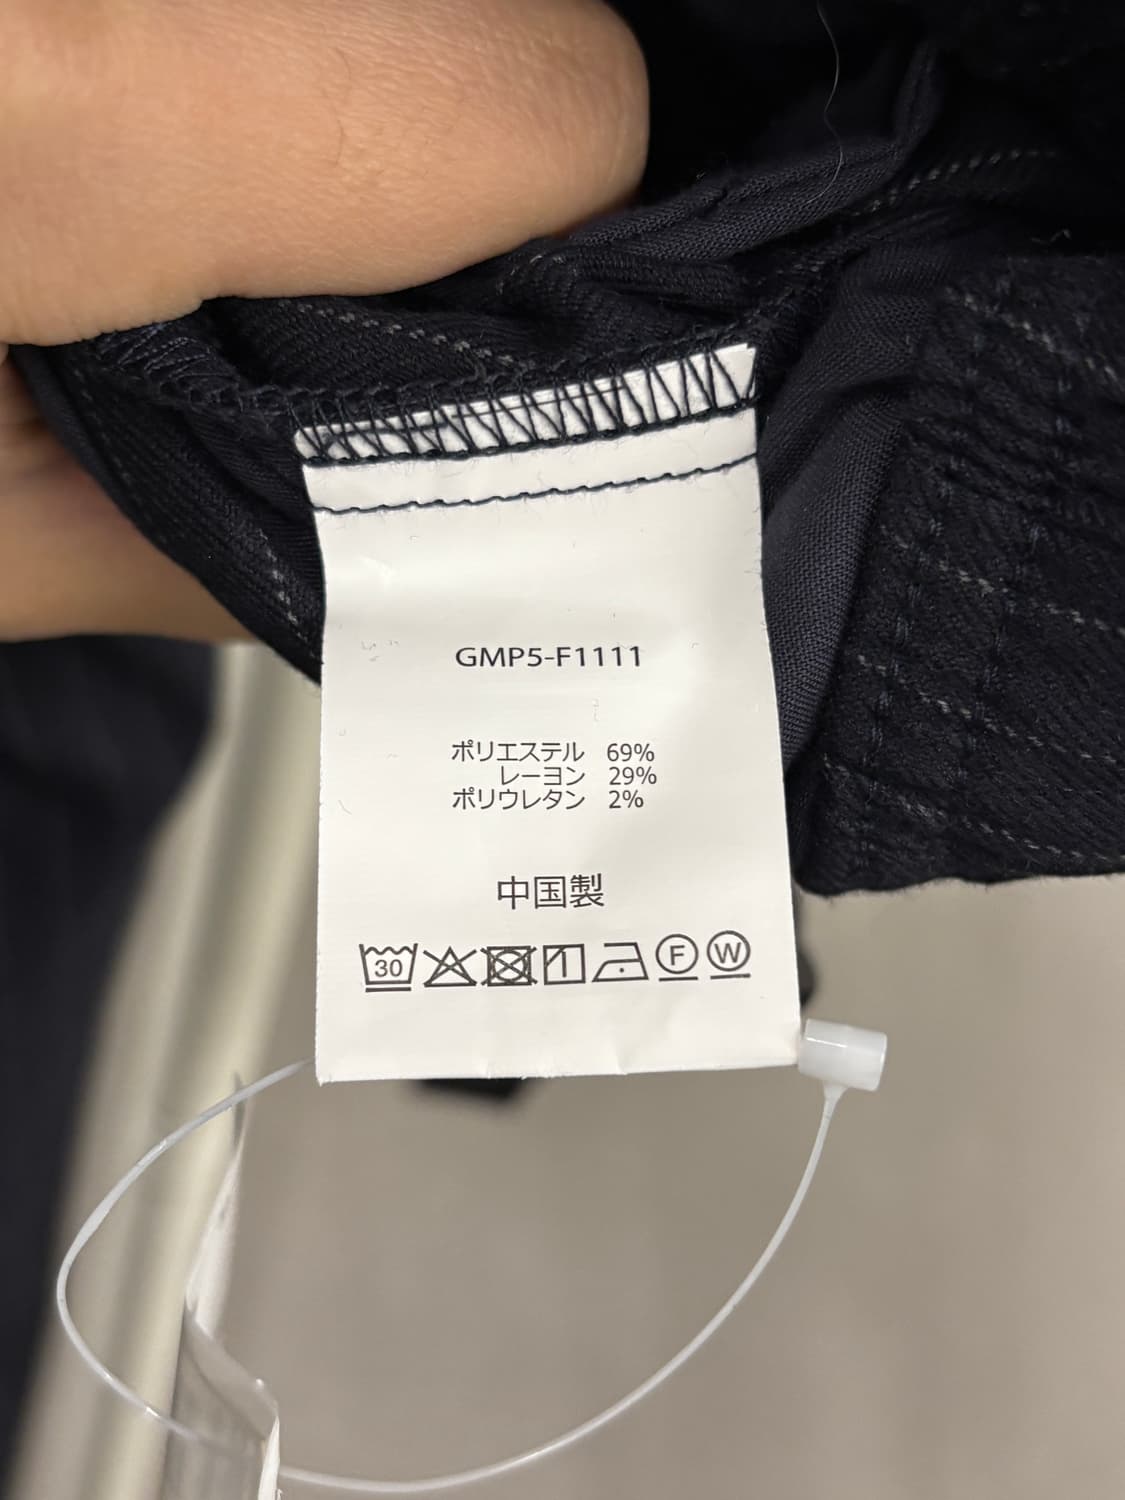 GMP5-F1111
ポリエステル 69%
レーヨン 29%
ポリウレタン 2%
中国製
30 F W